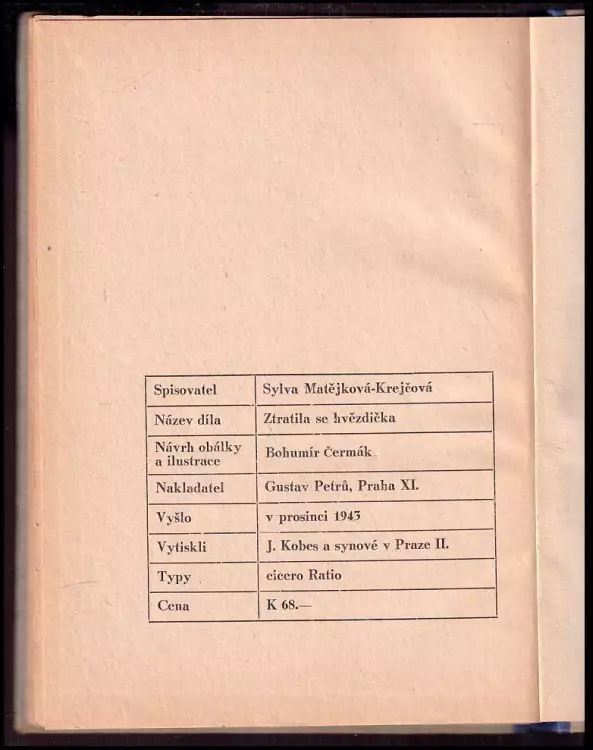 Spisovatel Sylva Matějková-Krejčová
Název díla Ztratila se hvězdička
Návrh obálky
a ilustrace Bohumír Čermák
Nakladatel Gustav Petrů, Praha XI.
Vyšlo v prosinci 1943
Vytiskli J. Kobes a synové v Praze II.
Typy cicero Ratio
Cena K 68.—